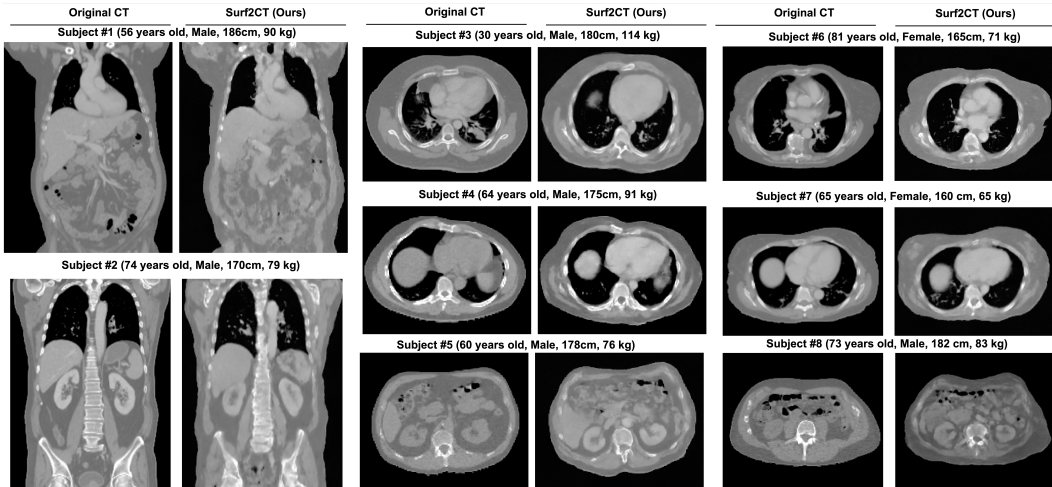 Original CT
Surf2CT (Ours)
Subject #1 (56 years old, Male, 186cm, 90 kg)
Subject #2 (74 years old, Male, 170cm, 79 kg)
Original CT
Surf2CT (Ours)
Subject #3 (30 years old, Male, 180cm, 114 kg)
Subject #4 (64 years old, Male, 175cm, 91 kg)
Subject #5 (60 years old, Male, 178cm, 76 kg)
Original CT
Surf2CT (Ours)
Subject #6 (81 years old, Female, 165cm, 71 kg)
Subject #7 (65 years old, Female, 160 cm, 65 kg)
Subject #8 (73 years old, Male, 182 cm, 83 kg)